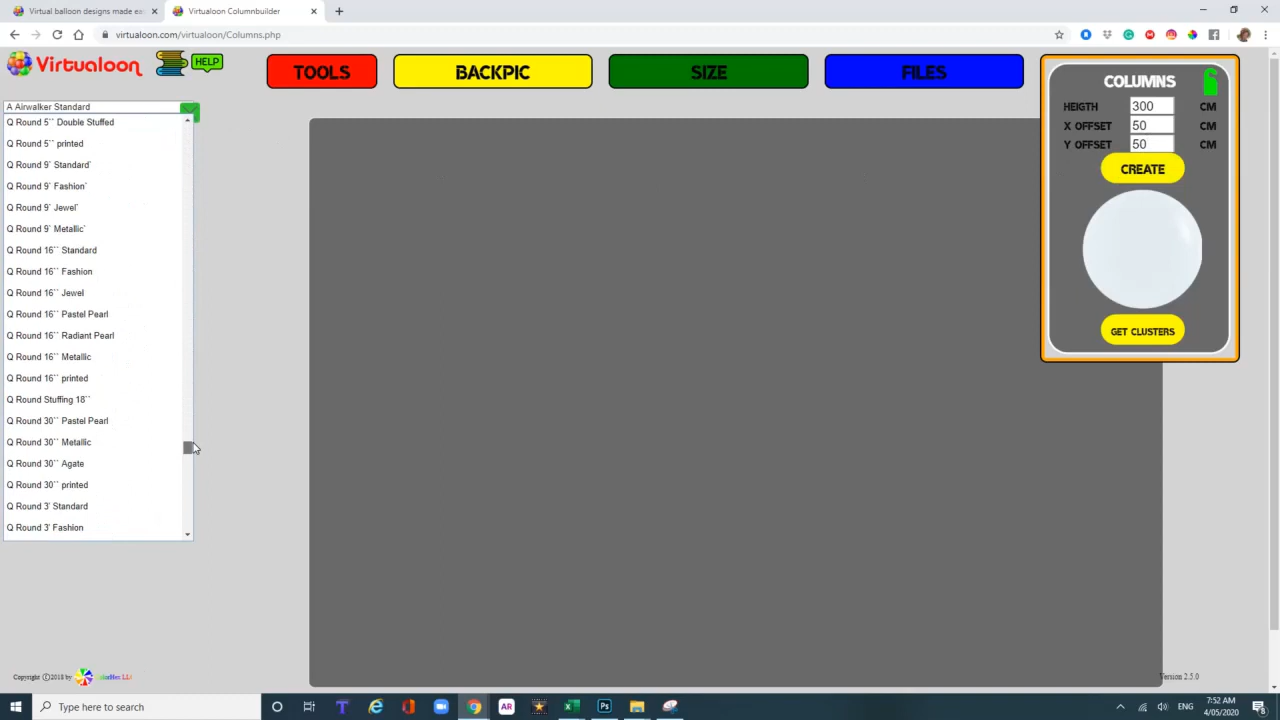 Virtual balloon designs made ea
Virtualoon Columnbuilder
virtualoon.com/virtualoon/Columns.php
Virtualoon
HELP
TOOLS
BACKPIC
SIZE
FILES
COLUMNS
HEIGTH 300 CM
X OFFSET 50 CM
Y OFFSET 50 CM
CREATE
GET CLUSTERS
A Airwalker Standard
Q Round 5`` Double Stuffed
Q Round 5`` printed
Q Round 9` Standard`
Q Round 9` Fashion`
Q Round 9` Jewel`
Q Round 9` Metallic`
Q Round 16`` Standard
Q Round 16`` Fashion
Q Round 16`` Jewel
Q Round 16`` Pastel Pearl
Q Round 16`` Radiant Pearl
Q Round 16`` Metallic
Q Round 16`` printed
Q Round Stuffing 18``
Q Round 30`` Pastel Pearl
Q Round 30`` Metallic
Q Round 30`` Agate
Q Round 30`` printed
Q Round 3' Standard
Q Round 3' Fashion
Copyright ©2018 by
Version 2.5.0
Type here to search
ENG
7:52 AM
4/05/2020